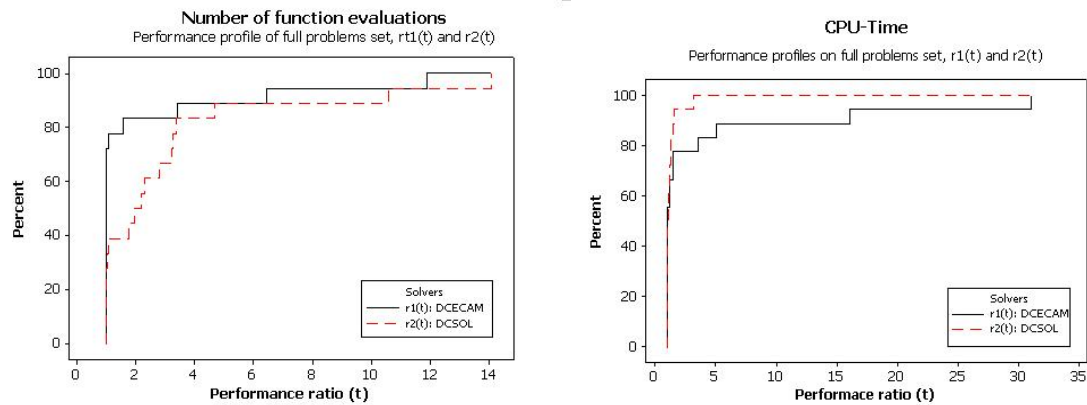 Number of function evaluations
Performance profile of full problems set, rt1(t) and r2(t)
100
80
60
40
20
0
Percent
0 2 4 6 8 10 12 14
Performance ratio (t)
Solvers
r1(t): DCECAM
r2(t): DCSOL
CPU-Time
Performance profiles on full problems set, r1(t) and r2(t)
100
80
60
40
20
0
Percent
0 5 10 15 20 25 30 35
Performace ratio (t)
Solvers
r1(t): DCECAM
r2(t): DCSOL